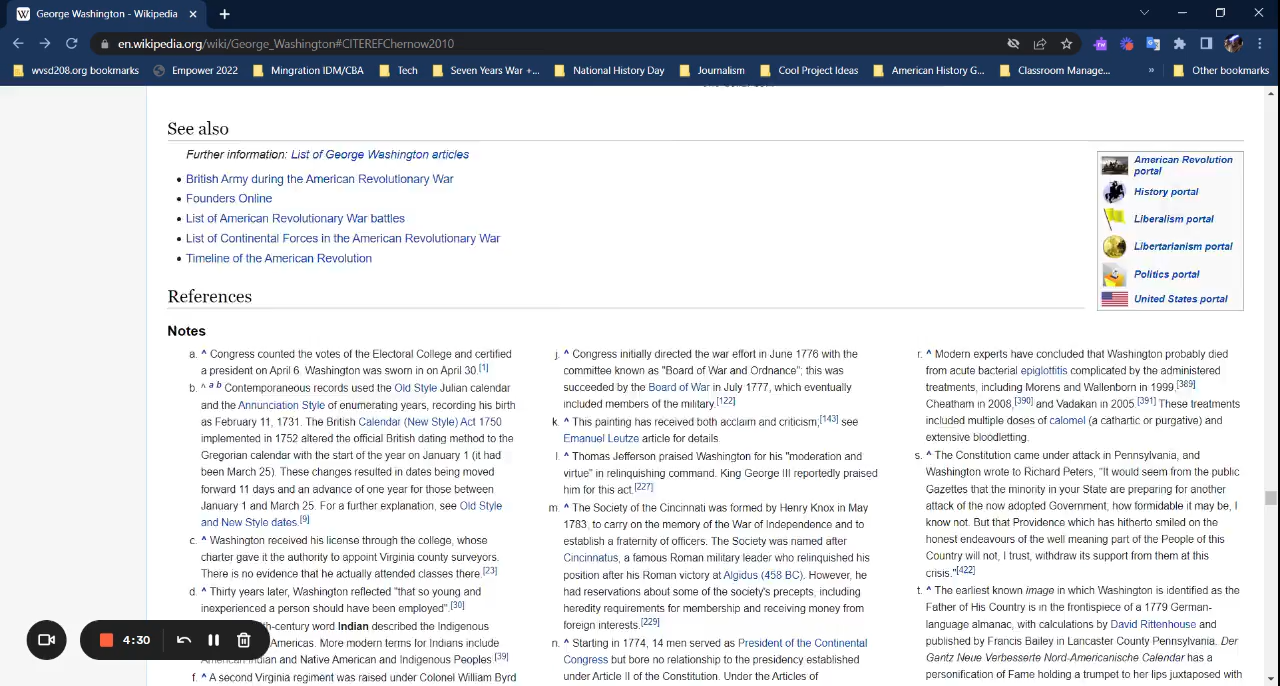 George Washington - Wikipedia
en.wikipedia.org/wiki/George_Washington#CITEREFChernow2010
wvsd208.org bookmarks
Empower 2022
Mingration IDM/CBA
Tech
Seven Years War +...
National History Day
Journalism
Cool Project Ideas
American History G...
Classroom Manage...
»
Other bookmarks
See also
Further information: List of George Washington articles
• British Army during the American Revolutionary War
• Founders Online
• List of American Revolutionary War battles
• List of Continental Forces in the American Revolutionary War
• Timeline of the American Revolution
American Revolution
portal
History portal
Liberalism portal
Libertarianism portal
Politics portal
United States portal
References
Notes
a. ^ Congress counted the votes of the Electoral College and certified
a president on April 6. Washington was sworn in on April 30.[1]
b. ^ a b Contemporaneous records used the Old Style Julian calendar
and the Annunciation Style of enumerating years, recording his birth
as February 11, 1731. The British Calendar (New Style) Act 1750
implemented in 1752 altered the official British dating method to the
Gregorian calendar with the start of the year on January 1 (it had
been March 25). These changes resulted in dates being moved
forward 11 days and an advance of one year for those between
January 1 and March 25. For a further explanation, see Old Style
and New Style dates.[9]
c. ^ Washington received his license through the college, whose
charter gave it the authority to appoint Virginia county surveyors.
There is no evidence that he actually attended classes there.[23]
d. ^ Thirty years later, Washington reflected "that so young and
inexperienced a person should have been employed".[30]
th-century word Indian described the Indigenous
Americas. More modern terms for Indians include
American Indian and Native American and Indigenous Peoples.[39]
f. ^ A second Virginia regiment was raised under Colonel William Byrd
j. ^ Congress initially directed the war effort in June 1776 with the
committee known as "Board of War and Ordnance"; this was
succeeded by the Board of War in July 1777, which eventually
included members of the military.[122]
k. ^ This painting has received both acclaim and criticism;[143] see
Emanuel Leutze article for details.
l. ^ Thomas Jefferson praised Washington for his "moderation and
virtue" in relinquishing command. King George III reportedly praised
him for this act.[227]
m. ^ The Society of the Cincinnati was formed by Henry Knox in May
1783, to carry on the memory of the War of Independence and to
establish a fraternity of officers. The Society was named after
Cincinnatus, a famous Roman military leader who relinquished his
position after his Roman victory at Algidus (458 BC). However, he
had reservations about some of the society's precepts, including
heredity requirements for membership and receiving money from
foreign interests.[229]
n. ^ Starting in 1774, 14 men served as President of the Continental
Congress but bore no relationship to the presidency established
under Article II of the Constitution. Under the Articles of
r. ^ Modern experts have concluded that Washington probably died
from acute bacterial epiglottitis complicated by the administered
treatments, including Morens and Wallenborn in 1999,[389]
Cheatham in 2008,[390] and Vadakan in 2005.[391] These treatments
included multiple doses of calomel (a cathartic or purgative) and
extensive bloodletting.
s. ^ The Constitution came under attack in Pennsylvania, and
Washington wrote to Richard Peters, "It would seem from the public
Gazettes that the minority in your State are preparing for another
attack of the now adopted Government; how formidable it may be, I
know not. But that Providence which has hitherto smiled on the
honest endeavours of the well meaning part of the People of this
Country will not, I trust, withdraw its support from them at this
crisis."[422]
t. ^ The earliest known image in which Washington is identified as the
Father of His Country is in the frontispiece of a 1779 German-
language almanac, with calculations by David Rittenhouse and
published by Francis Bailey in Lancaster County Pennsylvania. Der
Gantz Neue Verbesserte Nord-Americanische Calendar has a
personification of Fame holding a trumpet to her lips juxtaposed with
4:30